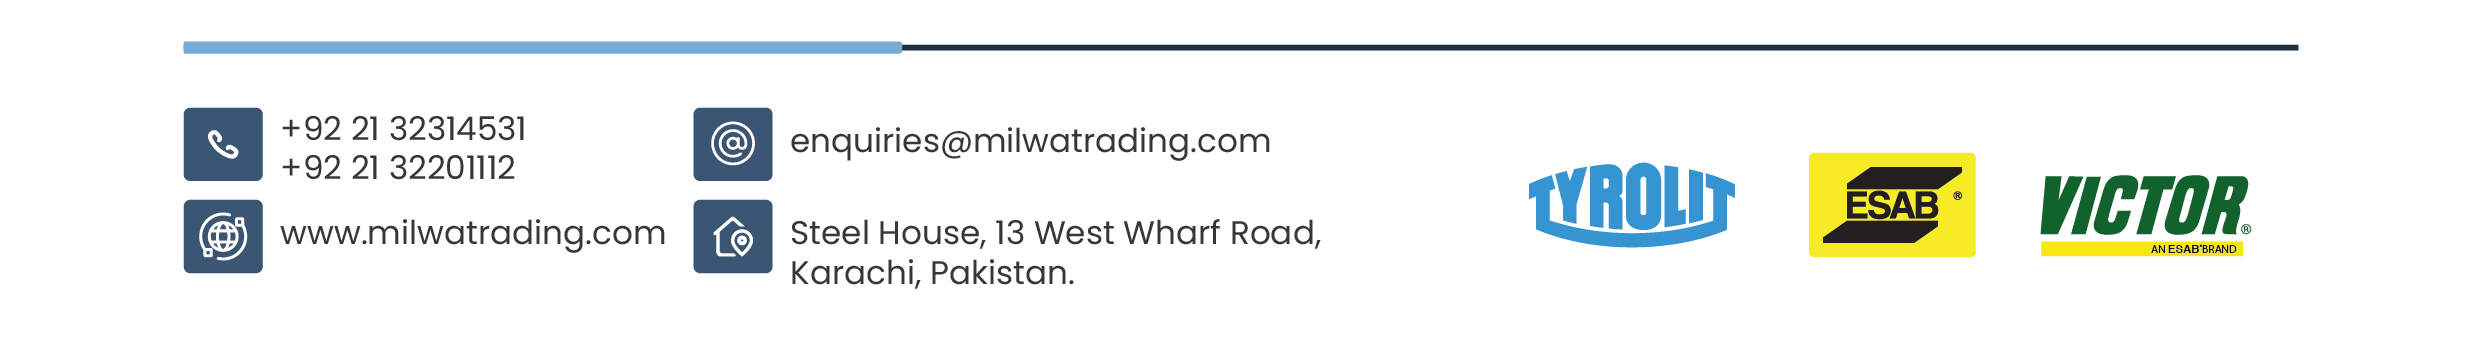 +92 21 32314531
+92 21 32201112
www.milwatrading.com
enquiries@milwatrading.com
Steel House, 13 West Wharf Road,
Karachi, Pakistan.
TYROLIT
ESAB ®
VICTOR®
AN ESAB® BRAND